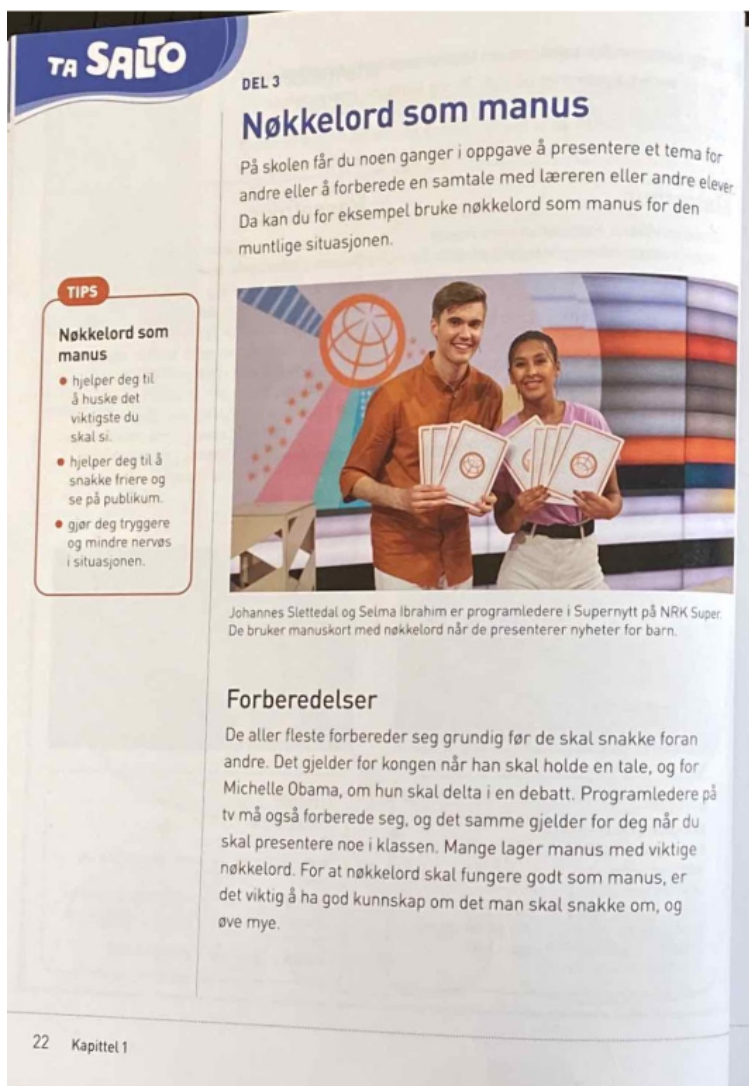 TA SALTO
DEL 3
Nøkkelord som manus
På skolen får du noen ganger i oppgave å presentere et tema for
andre eller å forberede en samtale med læreren eller andre elever.
Da kan du for eksempel bruke nøkkelord som manus for den
muntlige situasjonen.
TIPS
Nøkkelord som
manus
• hjelper deg til
å huske det
viktigste du
skal si.
• hjelper deg til å
snakke friere og
se på publikum.
• gjør deg tryggere
og mindre nervøs
i situasjonen.
Johannes Slettedal og Selma Ibrahim er programledere i Supernytt på NRK Super.
De bruker manuskort med nøkkelord når de presenterer nyheter for barn.
Forberedelser
De aller fleste forbereder seg grundig før de skal snakke foran
andre. Det gjelder for kongen når han skal holde en tale, og for
Michelle Obama, om hun skal delta i en debatt. Programledere på
tv må også forberede seg, og det samme gjelder for deg når du
skal presentere noe i klassen. Mange lager manus med viktige
nøkkelord. For at nøkkelord skal fungere godt som manus, er
det viktig å ha god kunnskap om det man skal snakke om, og
øve mye.
22 Kapittel 1